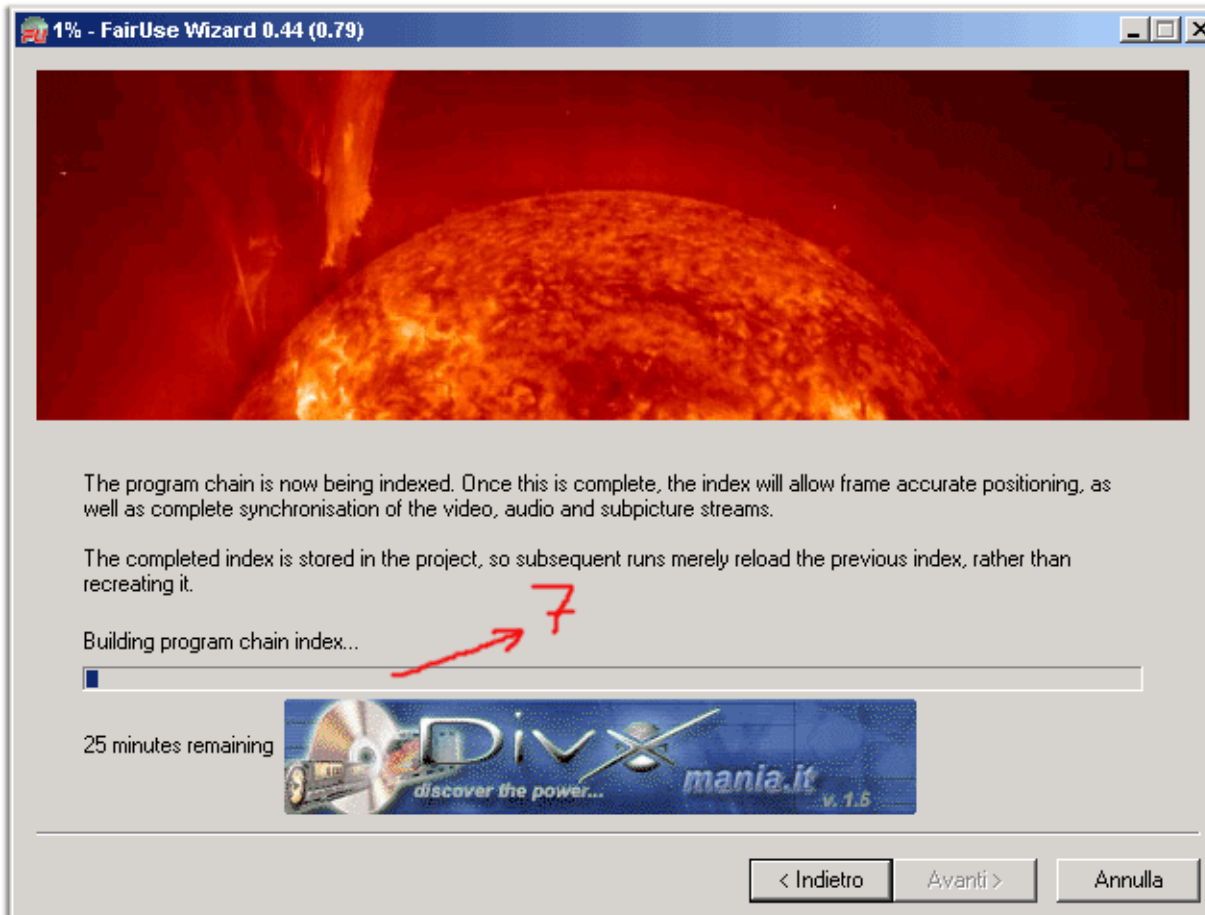 1% - FairUse Wizard 0.44 (0.79)
The program chain is now being indexed. Once this is complete, the index will allow frame accurate positioning, as
well as complete synchronisation of the video, audio and subpicture streams.
The completed index is stored in the project, so subsequent runs merely reload the previous index, rather than
recreating it.
7
Building program chain index...
25 minutes remaining
DivX
mania.it
discover the power...
v. 1.5
< Indietro
Avanti >
Annulla